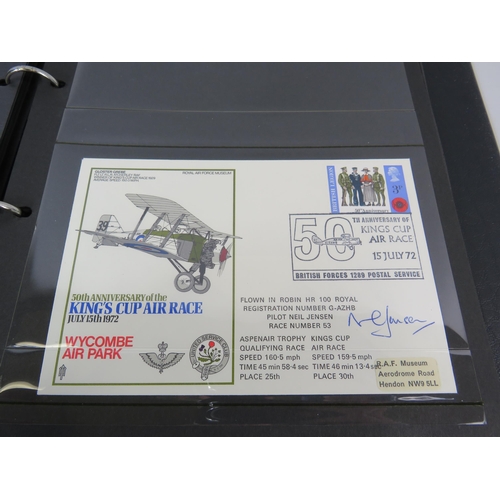 ROYAL AIR FORCE MUSEUM
39
50th ANNIVERSARY of the
KING'S CUP AIR RACE
JULY 15th 1972
WYCOMBE
AIR PARK
3p
50
TH ANNIVERSARY OF
KINGS CUP
AIR RACE
15 JULY 72
BRITISH FORCES 1289 POSTAL SERVICE
FLOWN IN ROBIN HR 100 ROYAL
REGISTRATION NUMBER G-AZHB
PILOT NEIL JENSEN
RACE NUMBER 53
ASPENAIR TROPHY KINGS CUP
QUALIFYING RACE AIR RACE
SPEED 160·5 mph SPEED 159·5 mph
TIME 45 min 58·4 sec TIME 46 min 13·4 sec
PLACE 25th PLACE 30th
R.A.F. Museum
Aerodrome Road
Hendon NW9 5LL